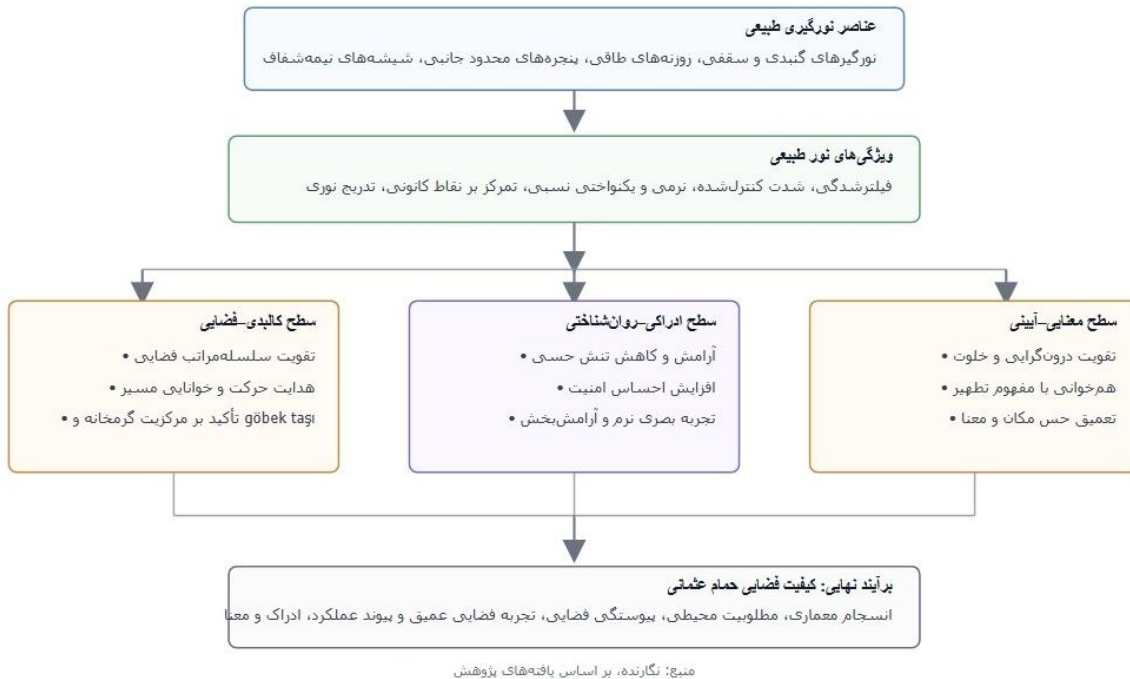 عناصر نورگیری طبیعی
نورگیرهای گنبدی و سقفی، روزنه‌های طاقی، پنجره‌های محدود جانبی، شیشه‌های نیمه‌شفاف
ویژگی‌های نور طبیعی
فیلترشدگی، شدت کنترل‌شده، نرمی و یکنواختی نسبی، تمرکز بر نقاط کانونی، تدریج نوری
سطح معنایی–آیینی
تقویت درون‌گرایی و خلوت •
هم‌خوانی با مفهوم تطهیر •
تعمیق حس مکان و معنا •
سطح ادراکی–روان‌شناختی
آرامش و کاهش تنش حسی •
افزایش احساس امنیت •
تجربه بصری نرم و آرامش‌بخش •
سطح کالبدی–فضایی
تقویت سلسله‌مراتب فضایی •
هدایت حرکت و خوانایی مسیر •
göbek taşı تأکید بر مرکزیت گرمخانه و •
برآیند نهایی: کیفیت فضایی حمام عثمانی
انسجام معماری، مطلوبیت محیطی، پیوستگی فضایی، تجربه فضایی عمیق و پیوند عملکرد، ادراک و معنا
منبع: نگارنده، بر اساس یافته‌های پژوهش